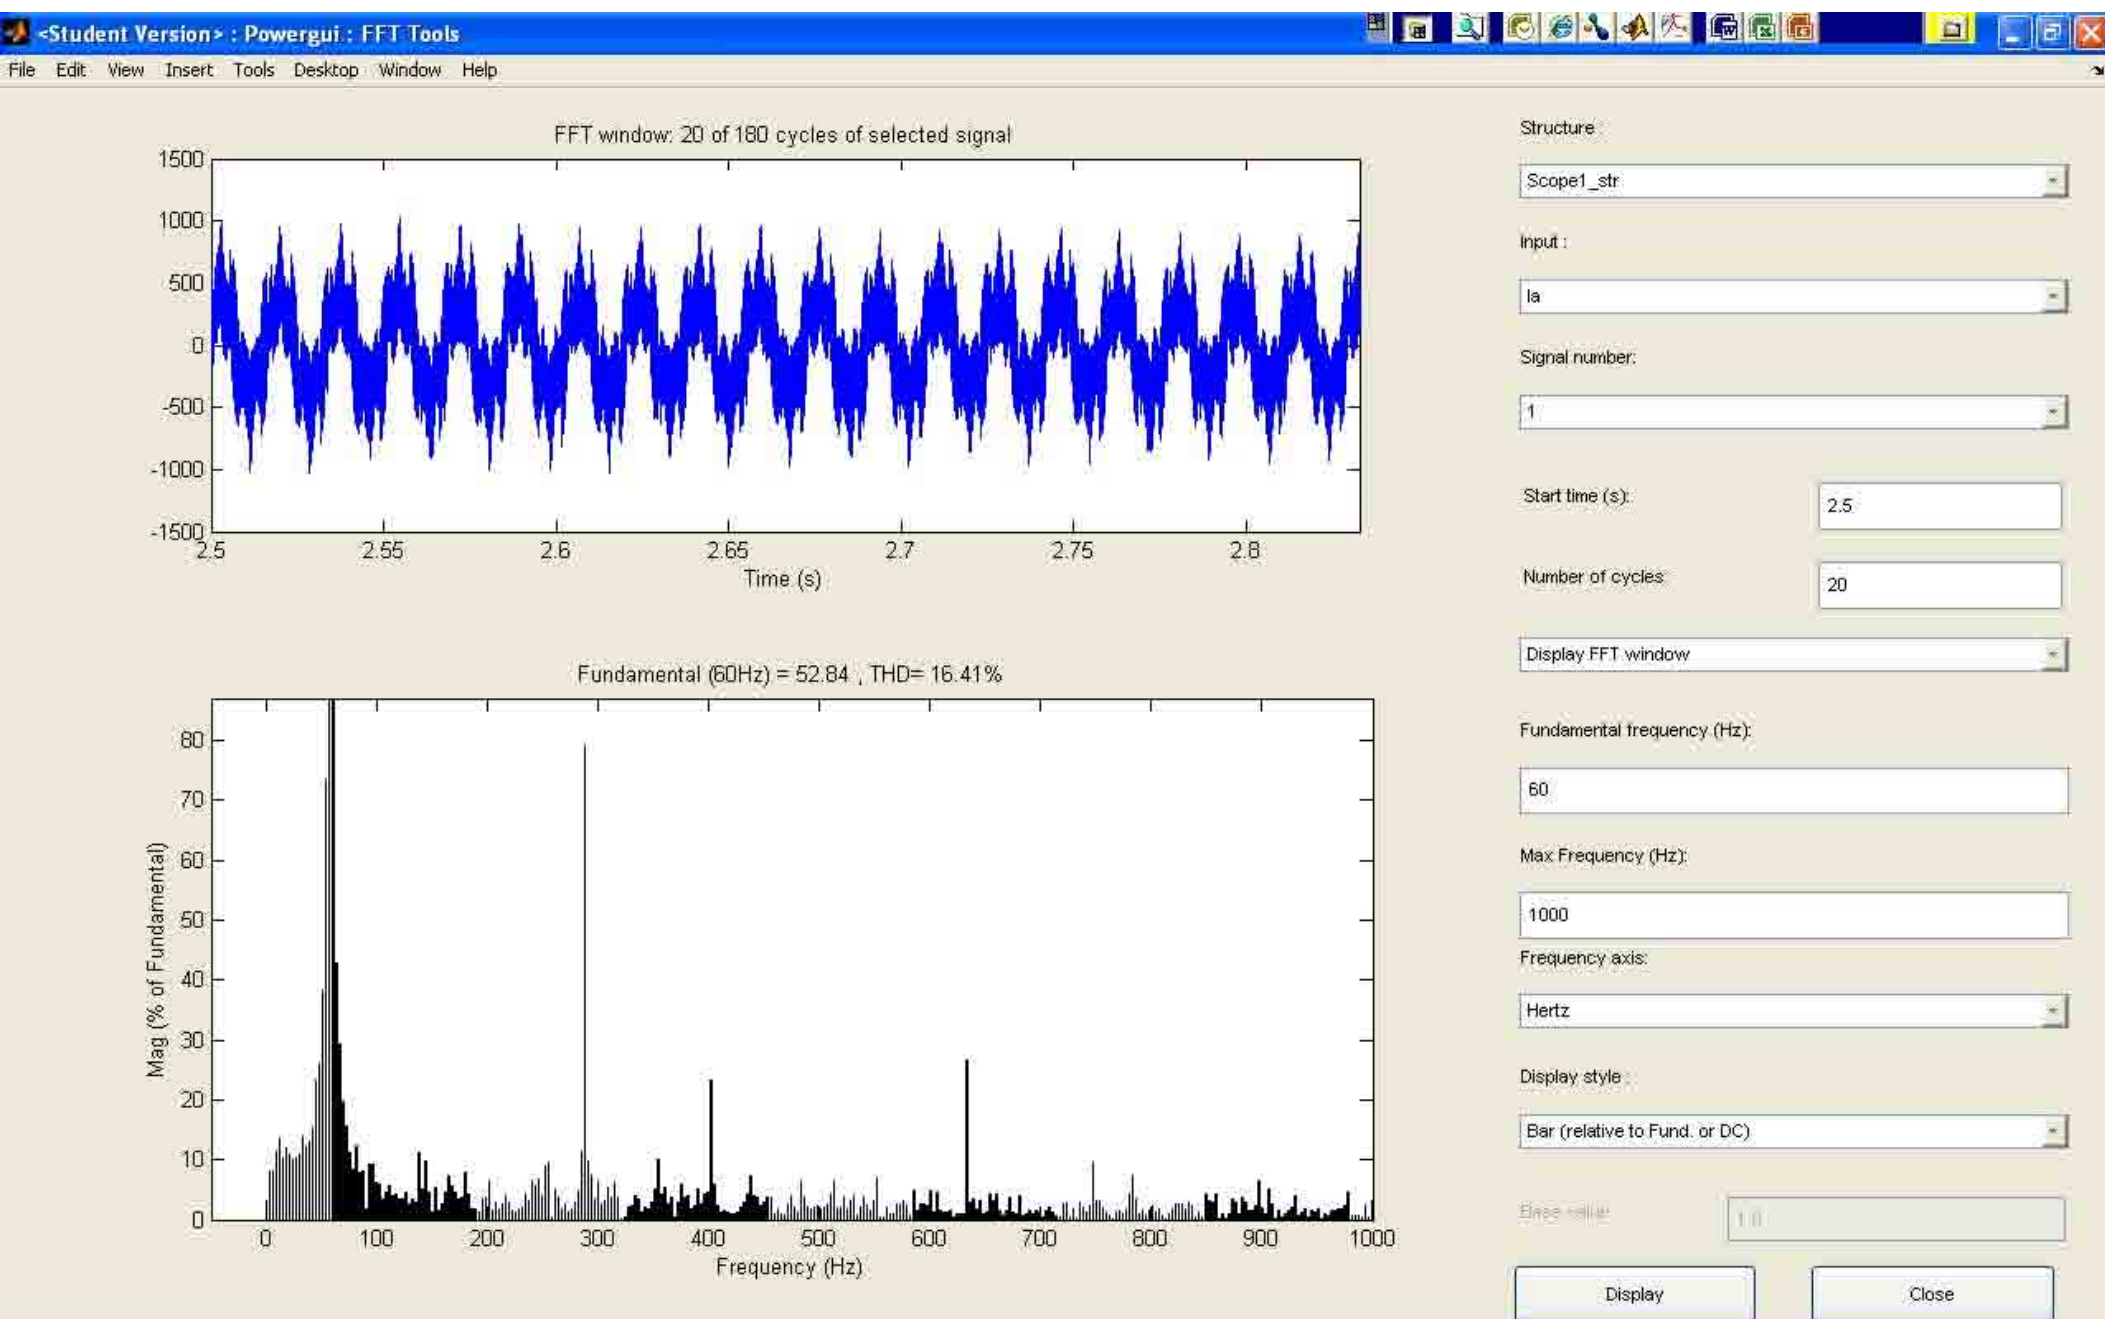 <Student Version> : Powergui : FFT Tools
File Edit View Insert Tools Desktop Window Help
FFT window: 20 of 180 cycles of selected signal
1500
1000
500
0
-500
-1000
-1500
2.5 2.55 2.6 2.65 2.7 2.75 2.8
Time (s)
Fundamental (60Hz) = 52.84 , THD= 16.41%
Mag (% of Fundamental)
80
70
60
50
40
30
20
10
0
0 100 200 300 400 500 600 700 800 900 1000
Frequency (Hz)
Structure :
Scope1_str
Input :
Ia
Signal number:
1
Start time (s):
2.5
Number of cycles:
20
Display FFT window
Fundamental frequency (Hz):
60
Max Frequency (Hz):
1000
Frequency axis:
Hertz
Display style :
Bar (relative to Fund. or DC)
Base value:
1.0
Display Close